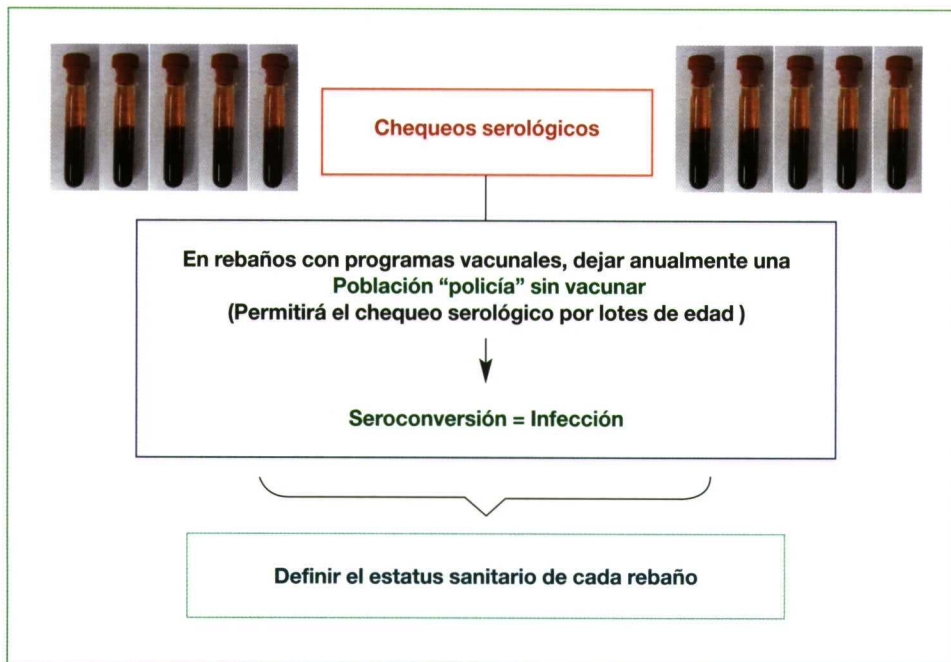 Chequeos serológicos
En rebaños con programas vacunales, dejar anualmente una
Población “policía” sin vacunar
(Permitirá el chequeo serológico por lotes de edad )
Seroconversión = Infección
Definir el estatus sanitario de cada rebaño